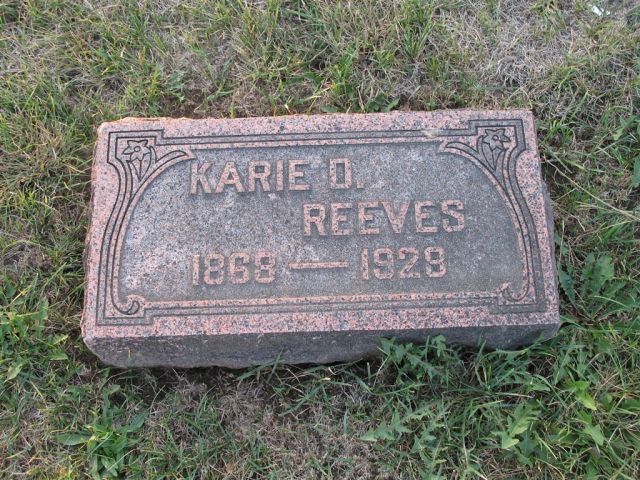 KARIE D.
REEVES
1868 — 1929